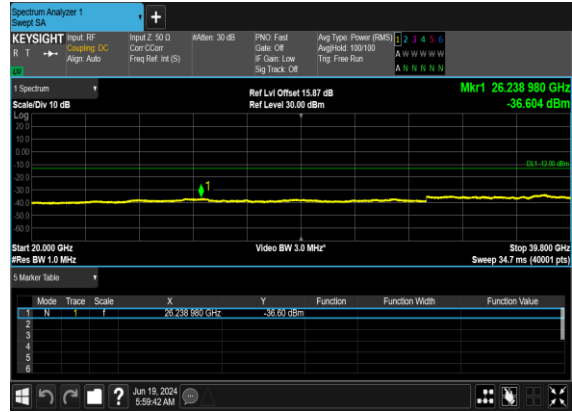 Spectrum Analyzer 1
Swept SA
+
KEYSIGHT Input: RF Input Z: 50 Ω #Atten: 30 dB PNO: Fast Avg Type: Power (RMS) 1 2 3 4 5 6
R T Coupling: DC Corr CCorr Gate: Off Avg|Hold: 100/100 A W W W W W
Align: Auto Freq Ref: Int (S) IF Gain: Low Trig: Free Run
Sig Track: Off A N N N N N
1 Spectrum Ref Lvl Offset 15.87 dB Mkr1 26.238 980 GHz
Scale/Div 10 dB Ref Level 30.00 dBm -36.604 dBm
Log
20.0
10.0
0.00
-10.0 DL1 -13.00 dBm
-20.0
-30.0 1
-40.0
-50.0
-60.0
Start 20.000 GHz Video BW 3.0 MHz* Stop 39.800 GHz
#Res BW 1.0 MHz Sweep 34.7 ms (40001 pts)
5 Marker Table
Mode Trace Scale X Y Function Function Width Function Value
1 N 1 f 26.238 980 GHz -36.60 dBm
2
3
4
5
6
? Jun 19, 2024
5:59:42 AM